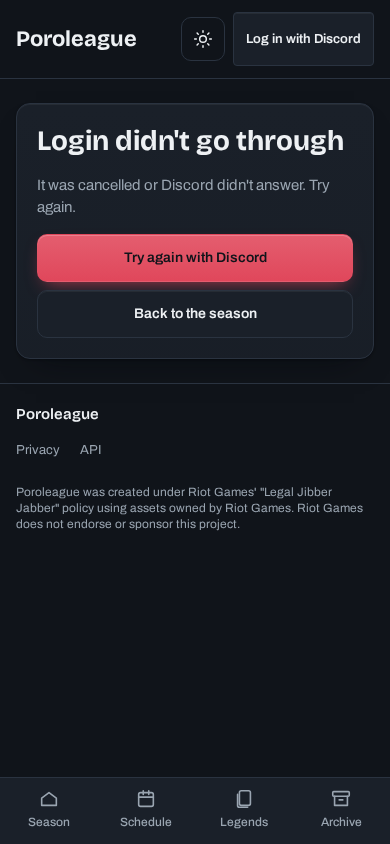 Poroleague
Log in with Discord
Login didn't go through
It was cancelled or Discord didn't answer. Try
again.
Try again with Discord
Back to the season
Poroleague
Privacy API
Poroleague was created under Riot Games' "Legal Jibber
Jabber" policy using assets owned by Riot Games. Riot Games
does not endorse or sponsor this project.
Season Schedule Legends Archive